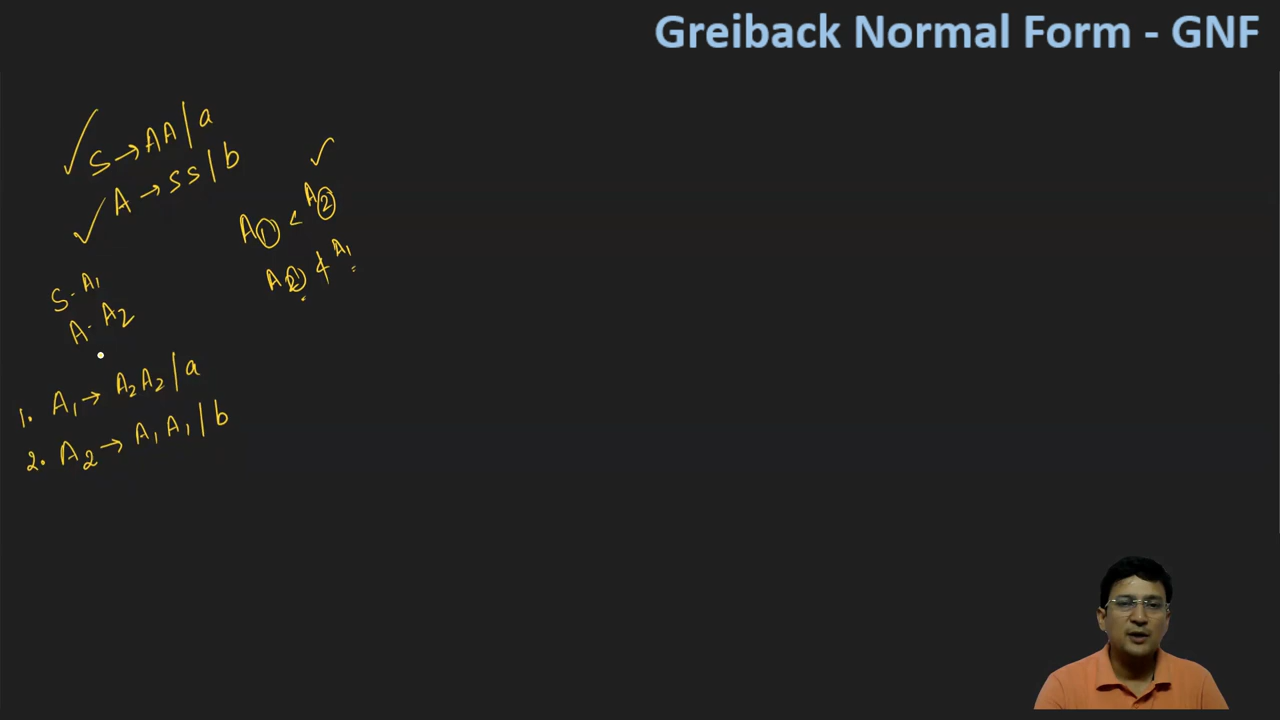 Greiback Normal Form - GNF
S → AA | a
A → SS | b
A1 < A2
A2 ≮ A1
S - A1
A - A2
1. A1 → A2A2 | a
2. A2 → A1A1 | b